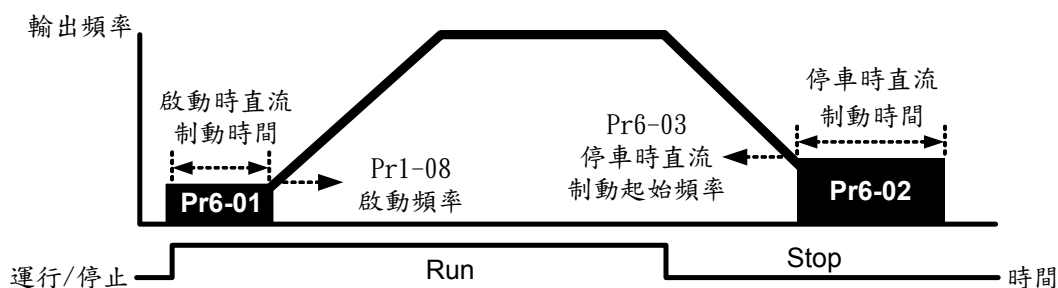 輸出頻率
啟動時直流
制動時間
Pr6-01
Pr1-08
啟動頻率
Pr6-03
停車時直流
制動起始頻率
停車時直流
制動時間
Pr6-02
運行/停止
Run
Stop
時間